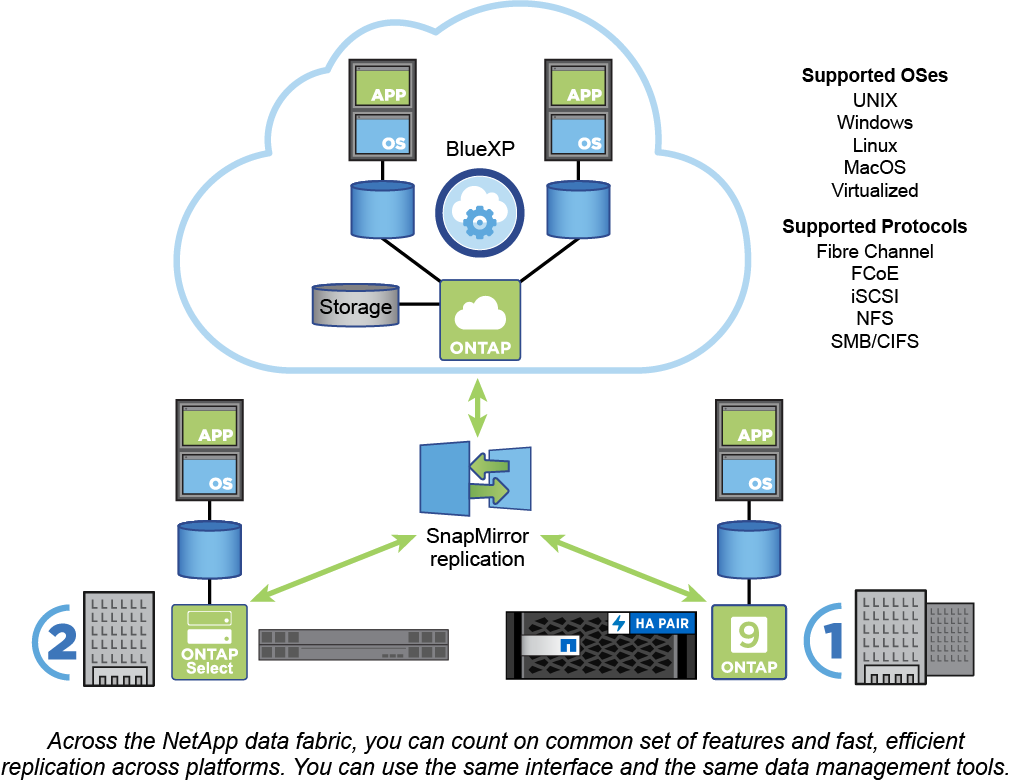 APP
OS
APP
OS
BlueXP
Storage
ONTAP
Supported OSes
UNIX
Windows
Linux
MacOS
Virtualized
Supported Protocols
Fibre Channel
FCoE
iSCSI
NFS
SMB/CIFS
APP
OS
APP
OS
SnapMirror
replication
2
ONTAP
Select
HA PAIR
9
ONTAP
1
Across the NetApp data fabric, you can count on common set of features and fast, efficient
replication across platforms. You can use the same interface and the same data management tools.